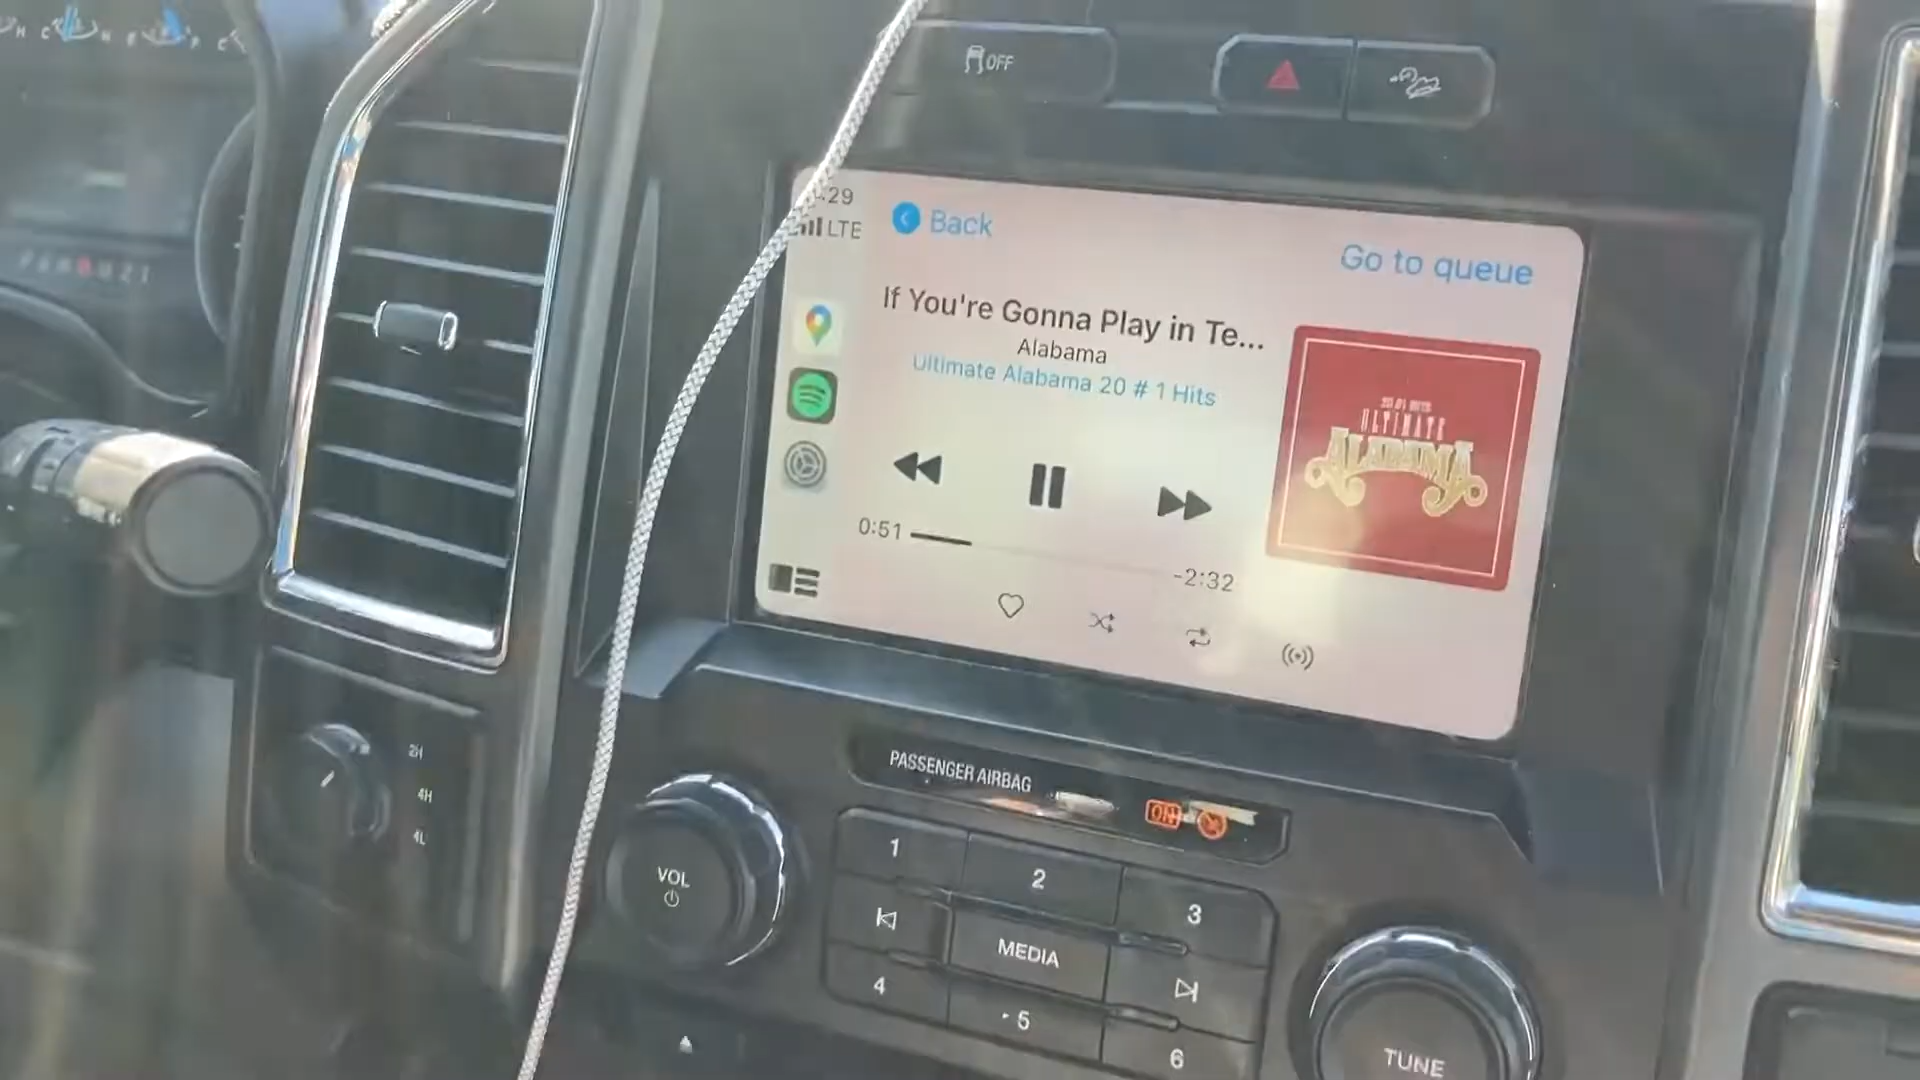 OFF
:29
LTE
Back
Go to queue
If You're Gonna Play in Te...
Alabama
Ultimate Alabama 20 # 1 Hits
ULTIMATE
ALABAMA
0:51
-2:32
2H
4H
4L
PASSENGER AIRBAG
ON
VOL
1
2
3
MEDIA
4
5
6
TUNE